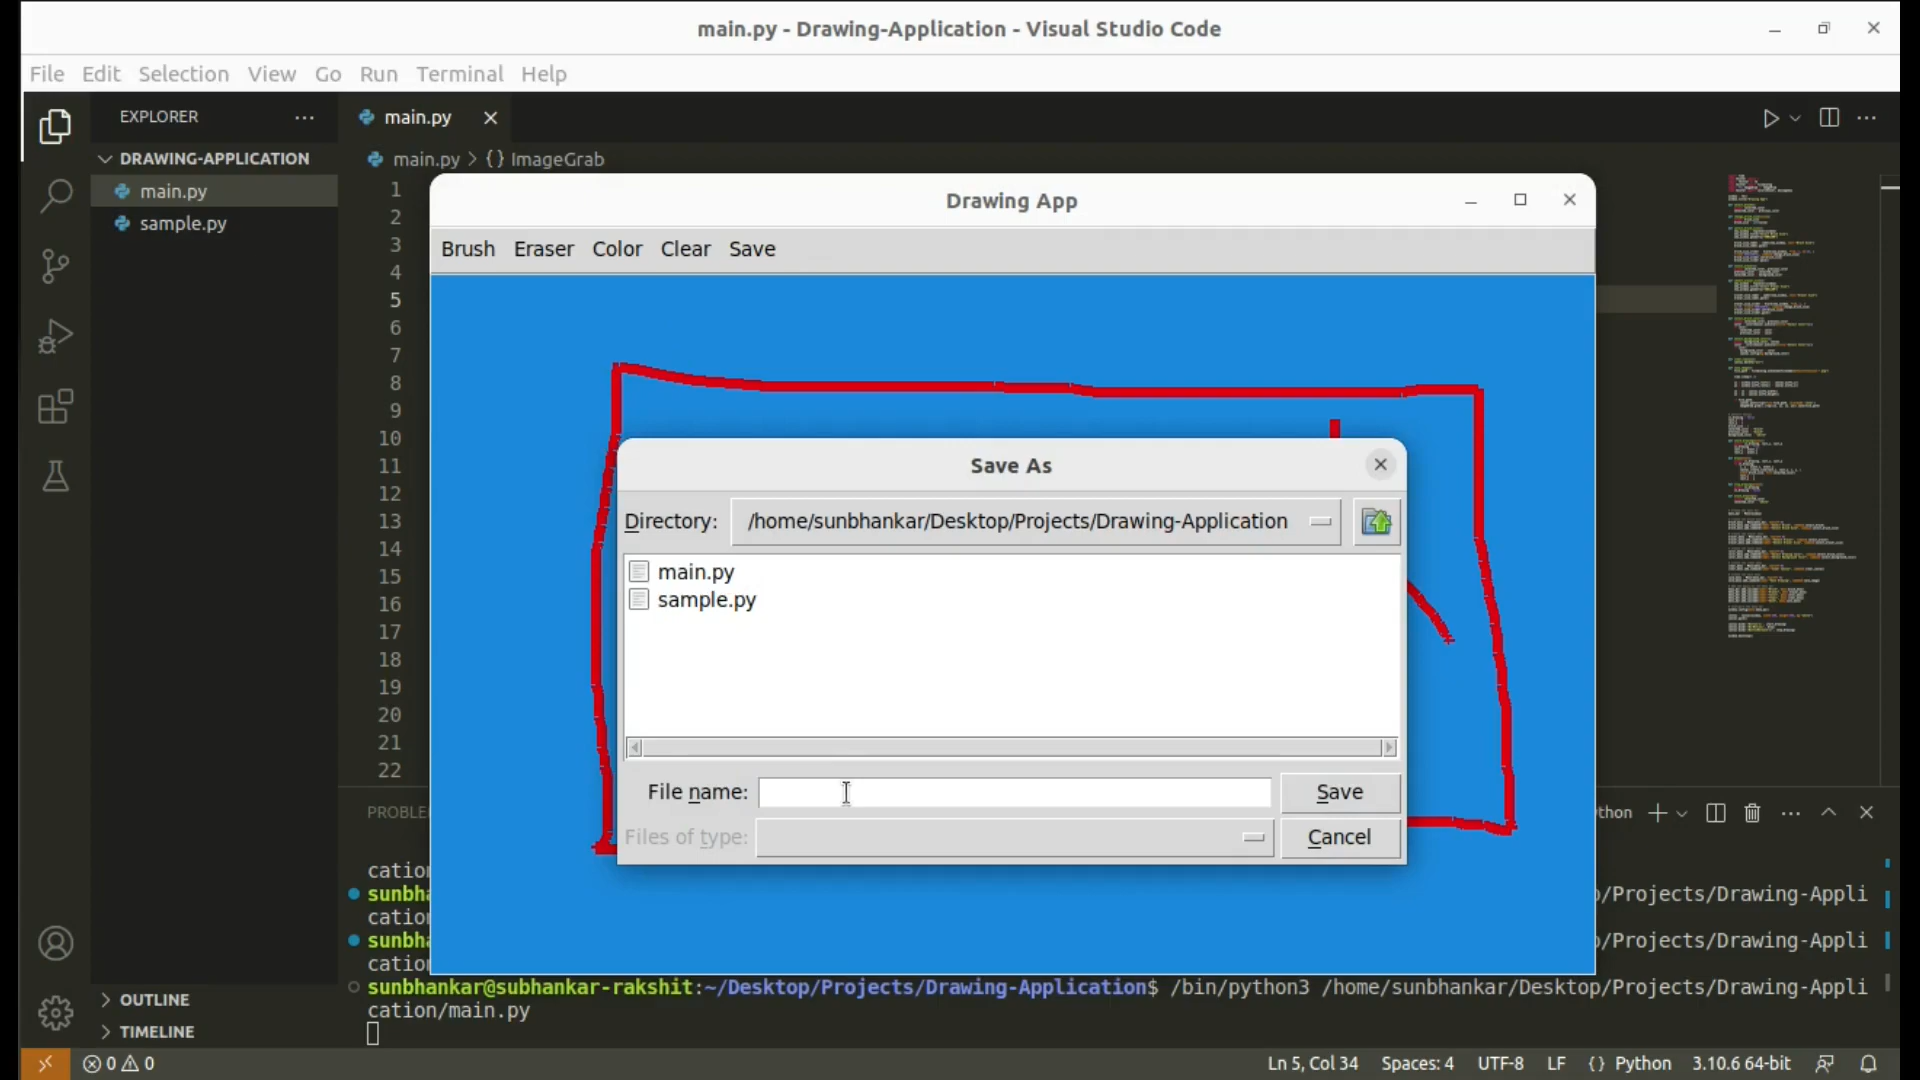 main.py - Drawing-Application - Visual Studio Code
File Edit Selection View Go Run Terminal Help
EXPLORER
main.py
DRAWING-APPLICATION
main.py > {} ImageGrab
main.py
sample.py
1
2
3
4
5
6
7
8
9
10
11
12
13
14
15
16
17
18
19
20
21
22
Drawing App
Brush Eraser Color Clear Save
Save As
Directory: /home/sunbhankar/Desktop/Projects/Drawing-Application
main.py
sample.py
File name: Save
Files of type: Cancel
PROBLE thon
catio
sunbha /Projects/Drawing-Appli
catio
sunbha /Projects/Drawing-Appli
catio
sunbhankar@subhankar-rakshit:~/Desktop/Projects/Drawing-Application$ /bin/python3 /home/sunbhankar/Desktop/Projects/Drawing-Appli
cation/main.py
OUTLINE
TIMELINE
0 0 Ln 5, Col 34 Spaces: 4 UTF-8 LF {} Python 3.10.6 64-bit